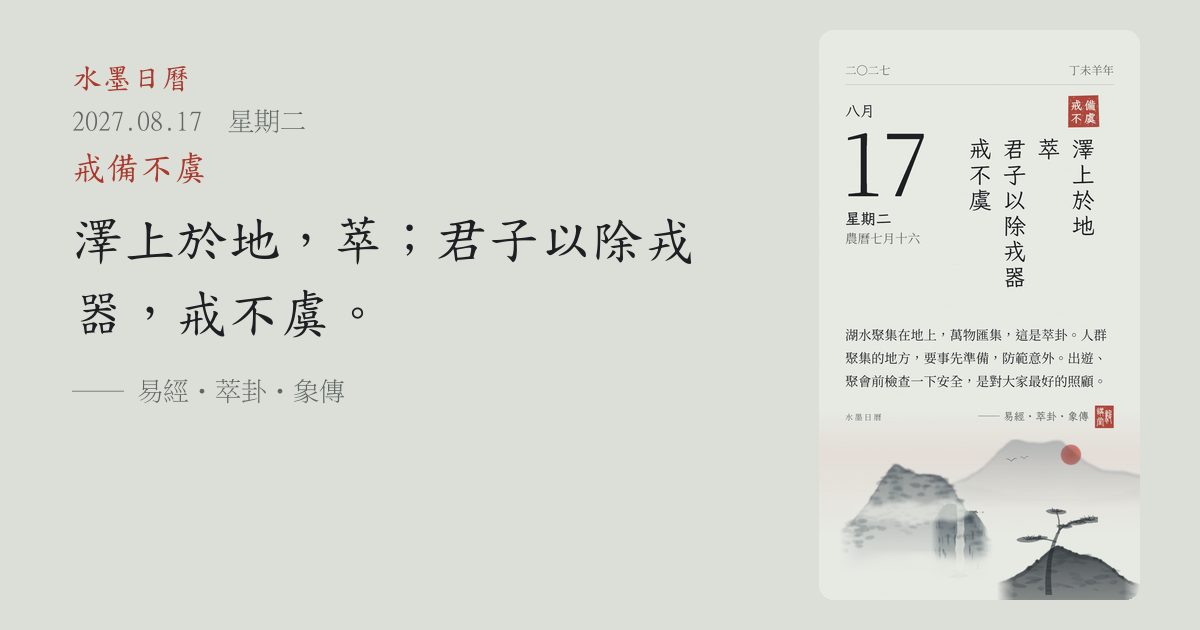 水墨日曆
2027.08.17 星期二
戒備不虞
澤上於地，萃；君子以除戎
器，戒不虞。
—— 易經・萃卦・象傳
二〇二七
丁未羊年
八月
17
星期二
農曆七月十六
戒備
不虞
澤上於地
萃
君子以除戎器
戒不虞
湖水聚集在地上，萬物匯集，這是萃卦。人群
聚集的地方，要事先準備，防範意外。出遊、
聚會前檢查一下安全，是對大家最好的照顧。
水墨日曆
—— 易經・萃卦・象傳